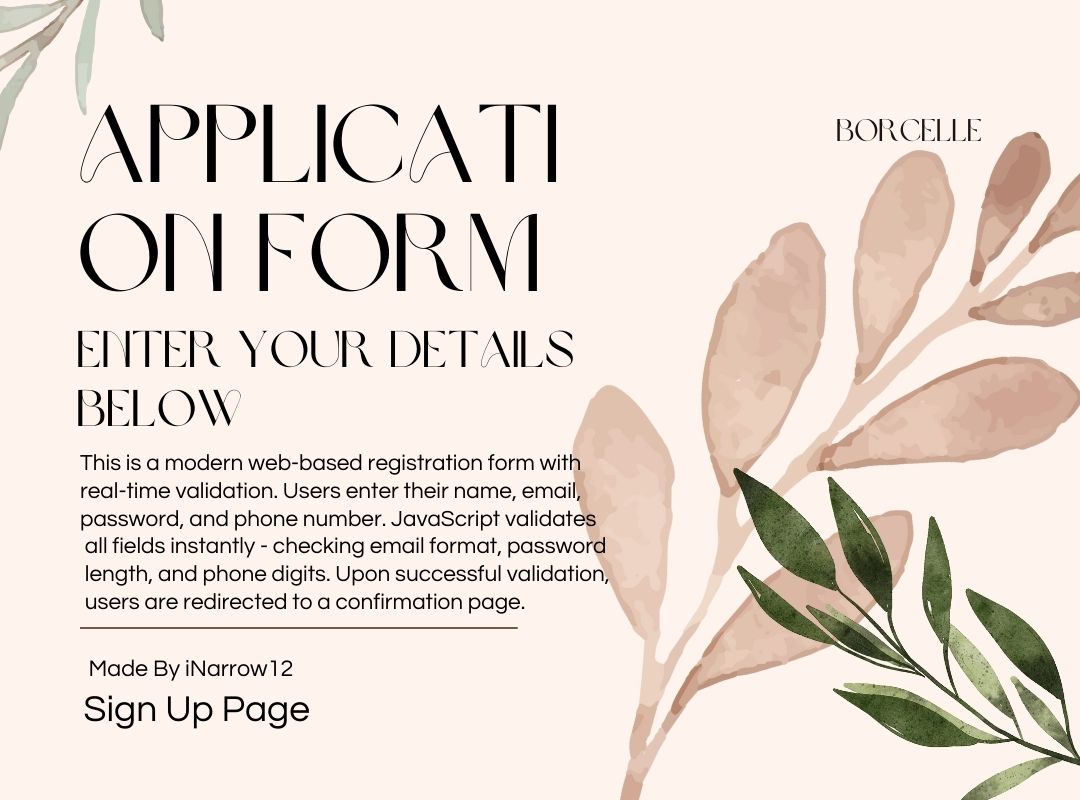 APPLICATI
ON FORM
BORCELLE
ENTER YOUR DETAILS
BELOW
This is a modern web-based registration form with
real-time validation. Users enter their name, email,
password, and phone number. JavaScript validates
all fields instantly - checking email format, password
length, and phone digits. Upon successful validation,
users are redirected to a confirmation page.
Made By iNarrow12
Sign Up Page